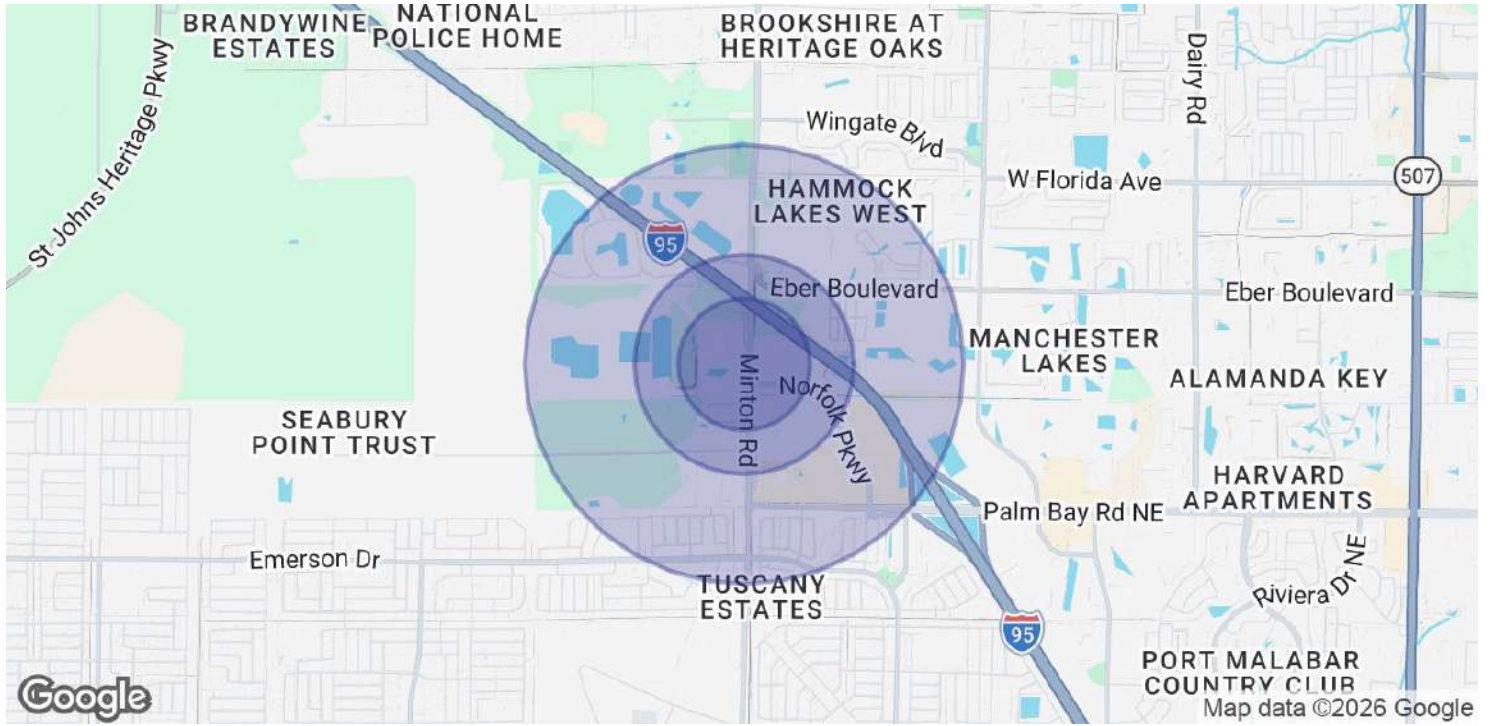 BRANDYWINE
ESTATES
NATIONAL
POLICE HOME
BROOKSHIRE AT
HERITAGE OAKS
St Johns Heritage Pkwy
Dairy Rd
Wingate Blvd
W Florida Ave
507
HAMMOCK
LAKES WEST
95
Eber Boulevard
Eber Boulevard
MANCHESTER
LAKES
ALAMANDA KEY
Minton Rd
Norfolk Pkwy
SEABURY
POINT TRUST
HARVARD
APARTMENTS
Palm Bay Rd NE
Emerson Dr
TUSCANY
ESTATES
Riviera Dr NE
95
PORT MALABAR
COUNTRY CLUB
Google
Map data ©2026 Google